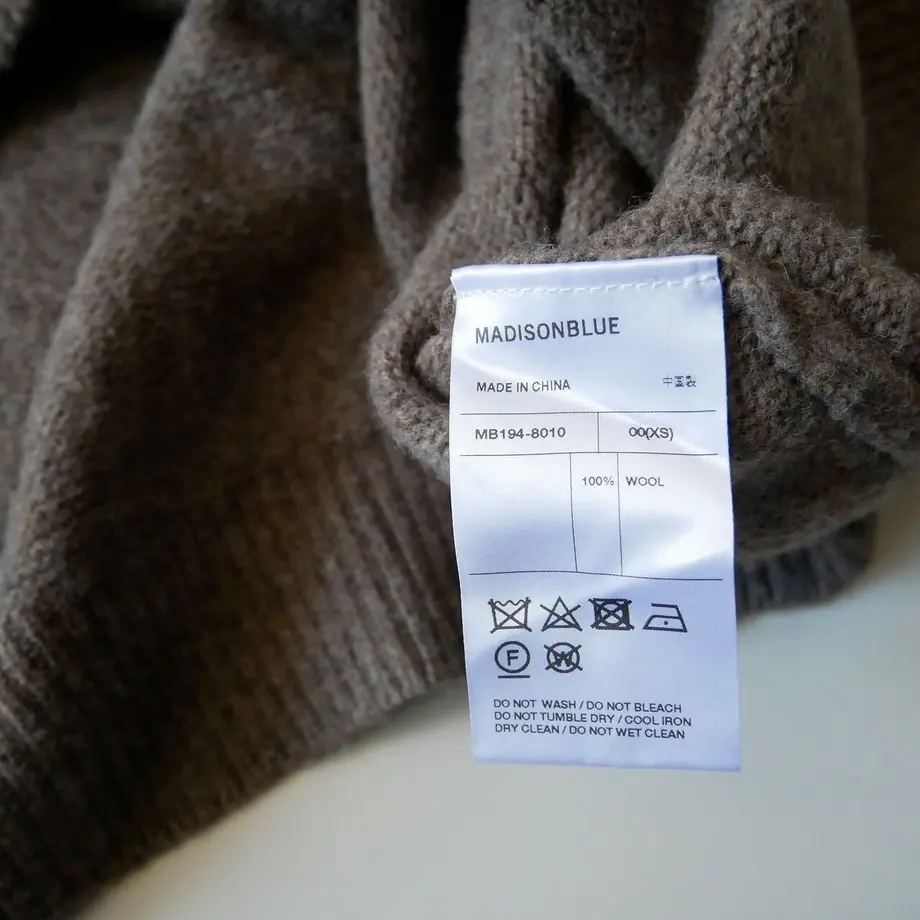 MADISONBLUE
MADE IN CHINA 中国製
MB194-8010 00(XS)
100% WOOL
F W
DO NOT WASH / DO NOT BLEACH
DO NOT TUMBLE DRY / COOL IRON
DRY CLEAN / DO NOT WET CLEAN